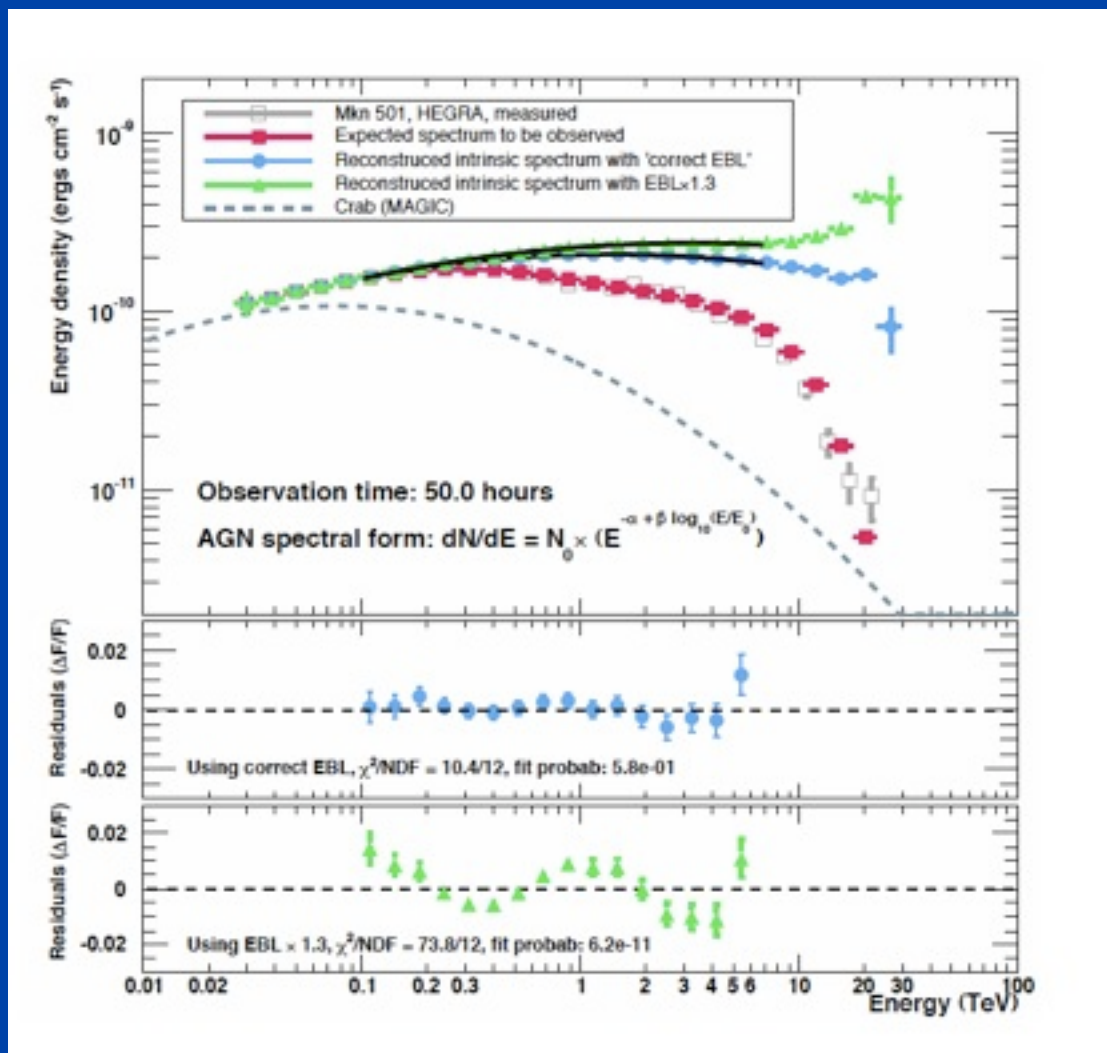 Energy density (ergs cm⁻² s⁻¹)
10⁻⁹
10⁻¹⁰
10⁻¹¹
Mkn 501, HEGRA, measured
Expected spectrum to be observed
Reconstruced intrinsic spectrum with 'correct EBL'
Reconstruced intrinsic spectrum with EBL×1.3
Crab (MAGIC)
Observation time: 50.0 hours
AGN spectral form: dN/dE = N₀ × (E^-α + β log₁₀(E/E₀))
0.01 0.02 0.1 0.2 0.3 1 2 3 4 5 6 10 20 30 100
Residuals (ΔF/F)
0.02
0
-0.02
Using correct EBL, χ²/NDF = 10.4/12, fit probab: 5.8e-01
Residuals (ΔF/F)
0.02
0
-0.02
Using EBL × 1.3, χ²/NDF = 73.8/12, fit probab: 6.2e-11
Energy (TeV)